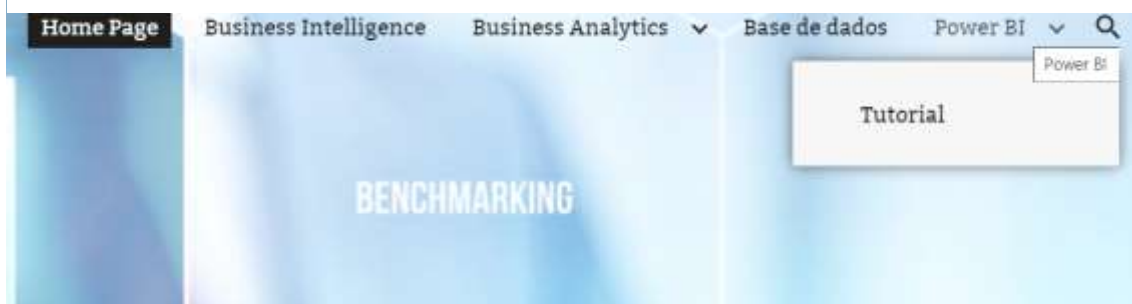 Home Page Business Intelligence Business Analytics Base de dados Power BI
Power BI
Tutorial
BENCHMARKING